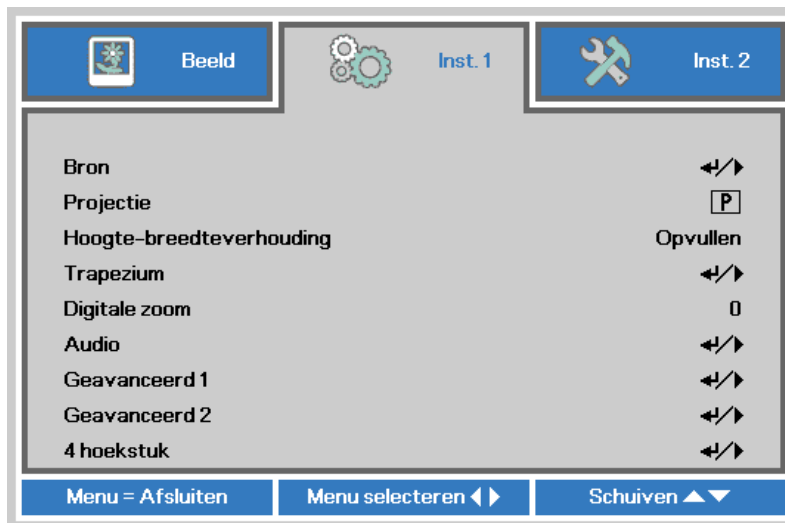 Beeld Inst. 1 Inst. 2
Bron
Projectie P
Hoogte-breedteverhouding Opvullen
Trapezium
Digitale zoom 0
Audio
Geavanceerd 1
Geavanceerd 2
4 hoekstuk
Menu = Afsluiten Menu selecteren ◀ ▶ Schuiven ▲▼